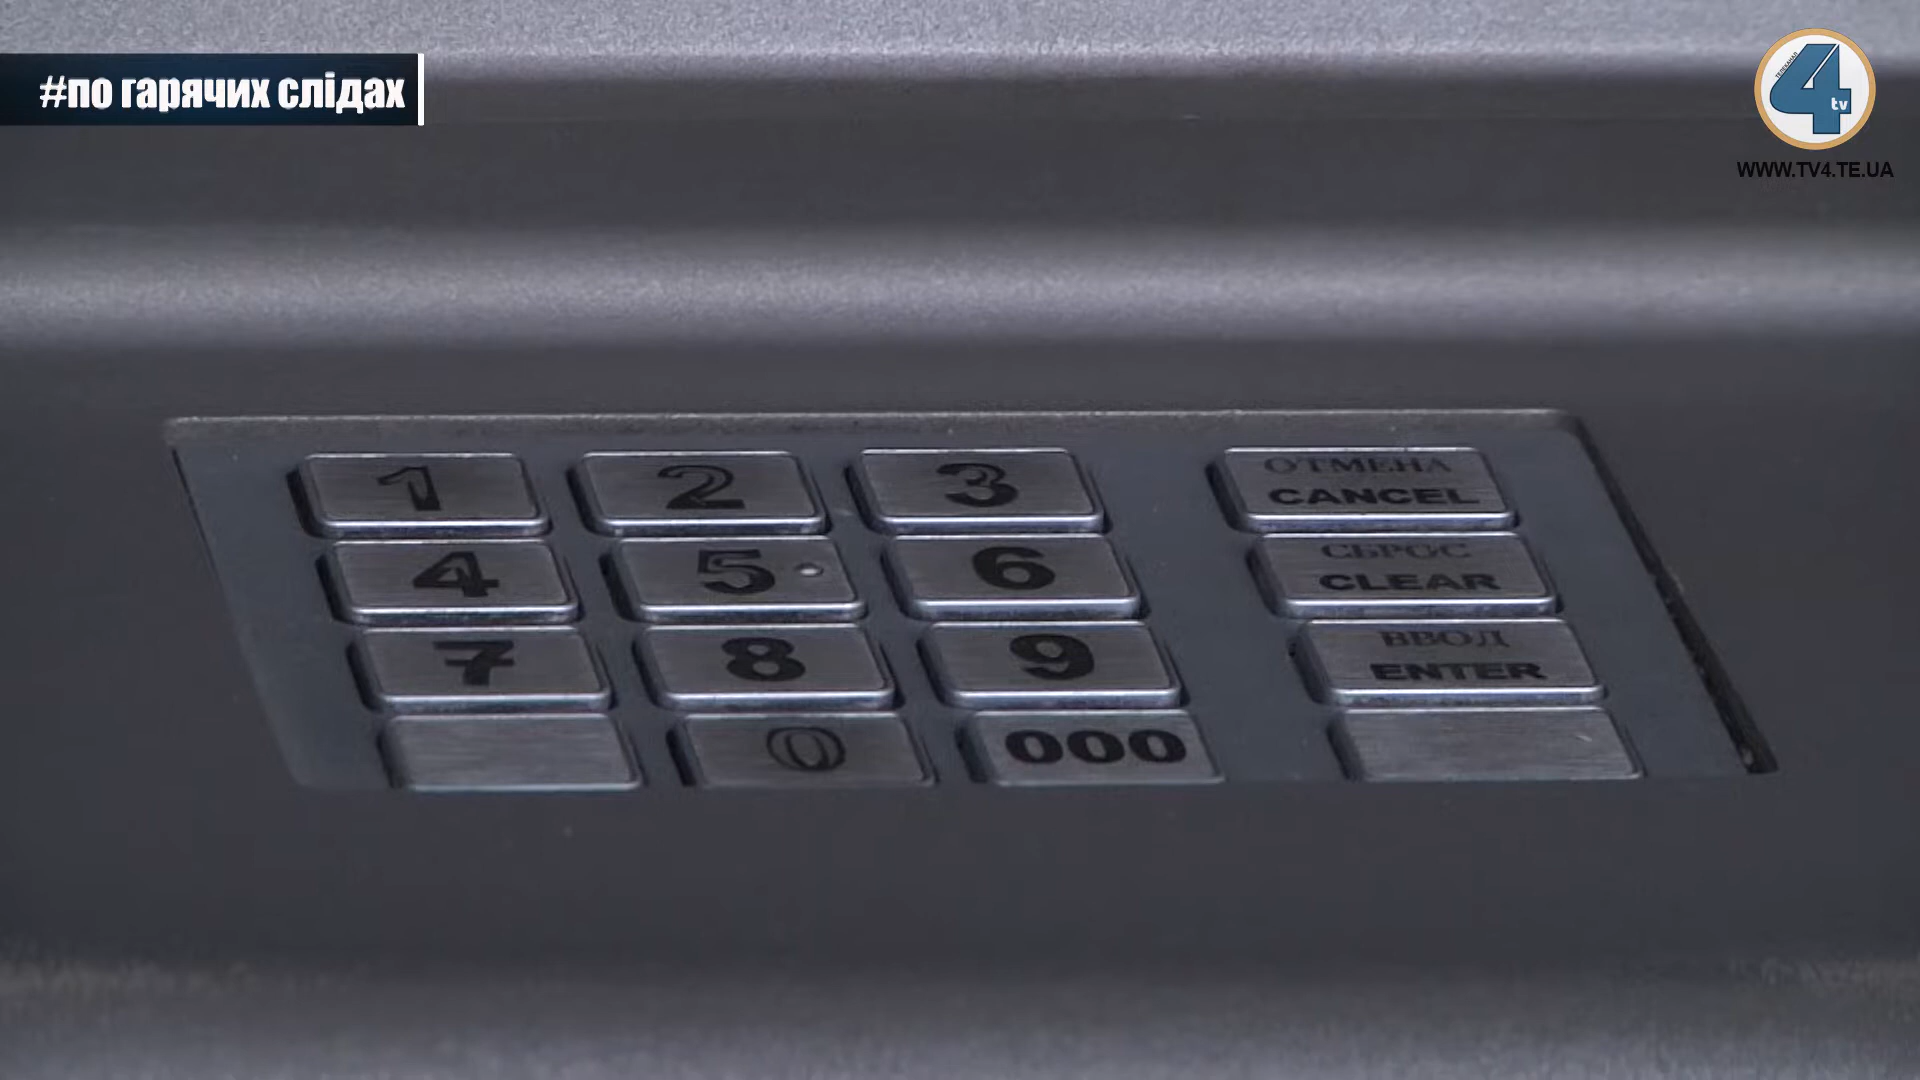 #по гарячих слідах
ТЕЛЕКАНАЛ
4
tv
WWW.TV4.TE.UA
1 2 3 ОТМЕНА
CANCEL
4 5 6 СБРОС
CLEAR
7 8 9 ВВОД
ENTER
0 000